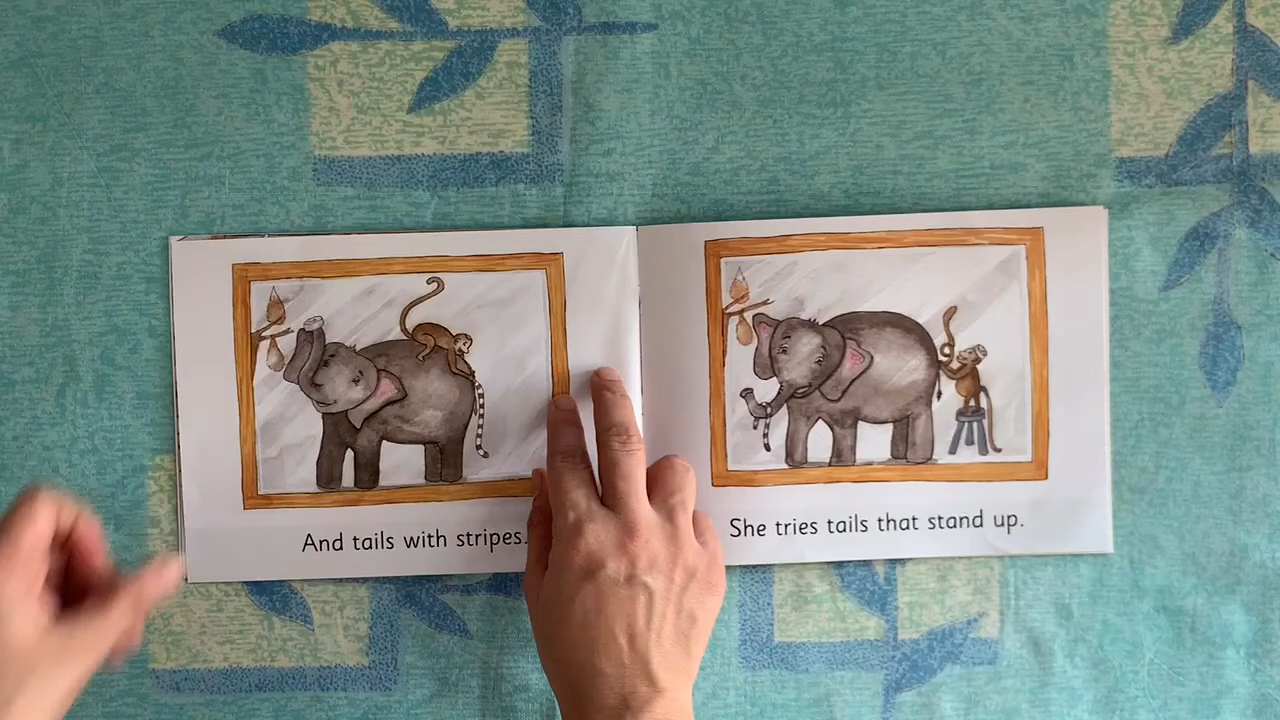 And tails with stripes.
She tries tails that stand up.